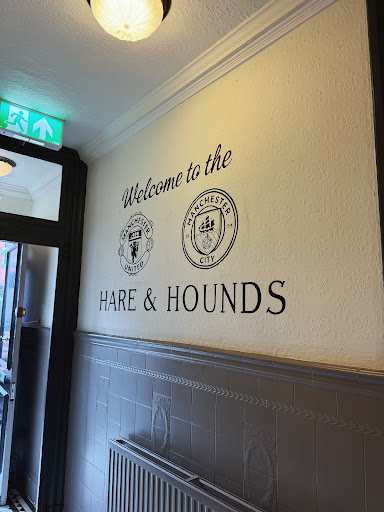 Welcome to the
MANCHESTER
UNITED
MANCHESTER
CITY
HARE & HOUNDS